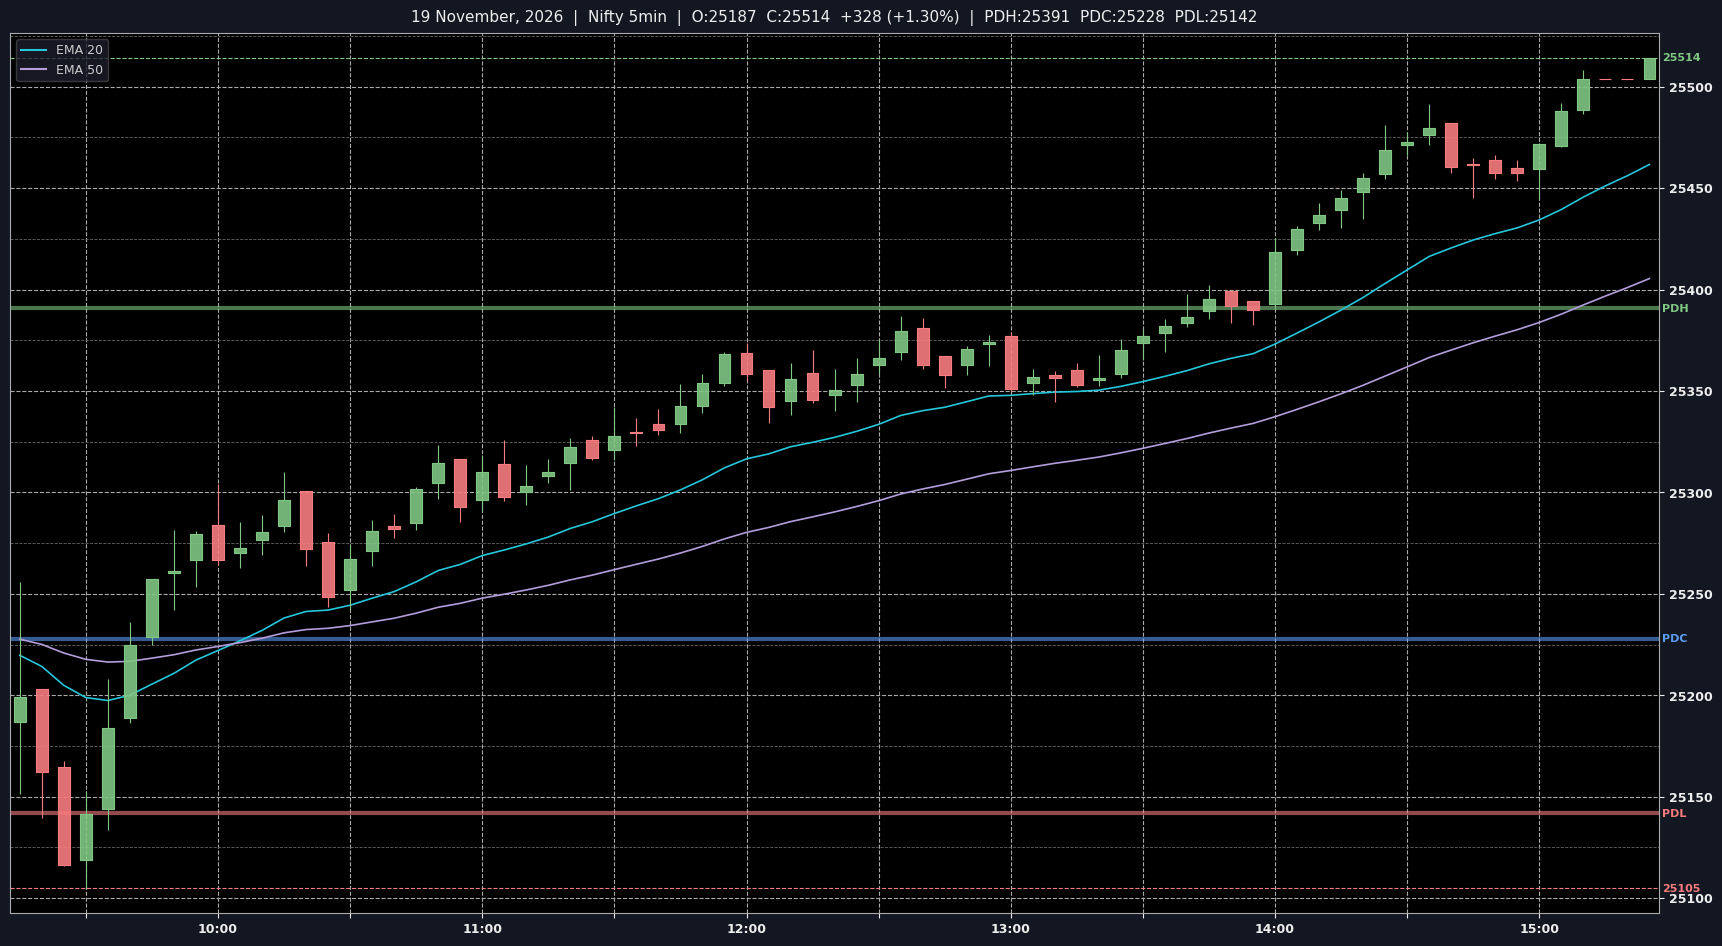 19 November, 2026 | Nifty 5min | O:25187 C:25514 +328 (+1.30%) | PDH:25391 PDC:25228 PDL:25142
EMA 20
EMA 50
25514
25500
25450
25400
PDH
25350
25300
25250
PDC
25200
25150
PDL
25105
25100
10:00 11:00 12:00 13:00 14:00 15:00